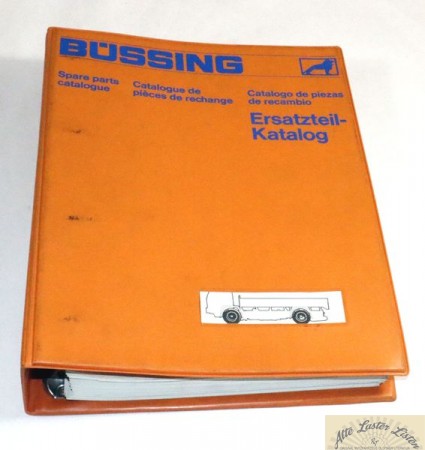 BÜSSING
Spare parts
catalogue
Catalogue de
pièces de rechange
Catalogo de piezas
de recambio
Ersatzteil-
Katalog
Alte Laster Listen